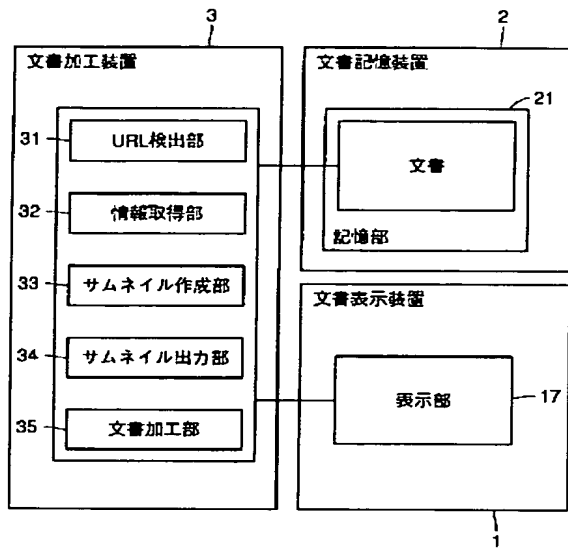 3
文書加工装置
31
URL検出部
32
情報取得部
33
サムネイル作成部
34
サムネイル出力部
35
文書加工部
2
文書記憶装置
21
文書
記憶部
文書表示装置
表示部
17
1